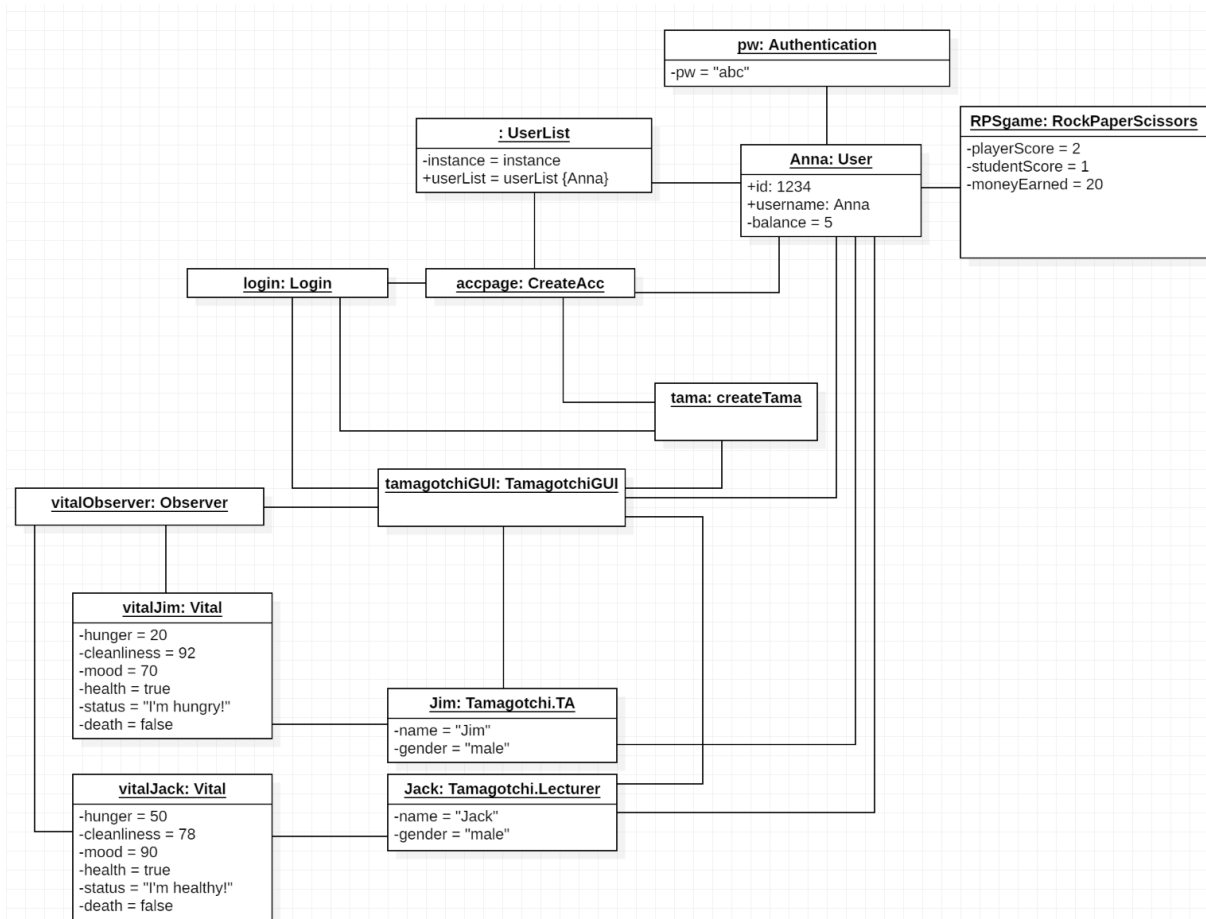 pw: Authentication
-pw = "abc"
: UserList
-instance = instance
+userList = userList {Anna}
Anna: User
+id: 1234
+username: Anna
-balance = 5
RPSgame: RockPaperScissors
-playerScore = 2
-studentScore = 1
-moneyEarned = 20
login: Login
accpage: CreateAcc
tama: createTama
tamagotchiGUI: TamagotchiGUI
vitalObserver: Observer
vitalJim: Vital
-hunger = 20
-cleanliness = 92
-mood = 70
-health = true
-status = "I'm hungry!"
-death = false
Jim: Tamagotchi.TA
-name = "Jim"
-gender = "male"
vitalJack: Vital
-hunger = 50
-cleanliness = 78
-mood = 90
-health = true
-status = "I'm healthy!"
-death = false
Jack: Tamagotchi.Lecturer
-name = "Jack"
-gender = "male"